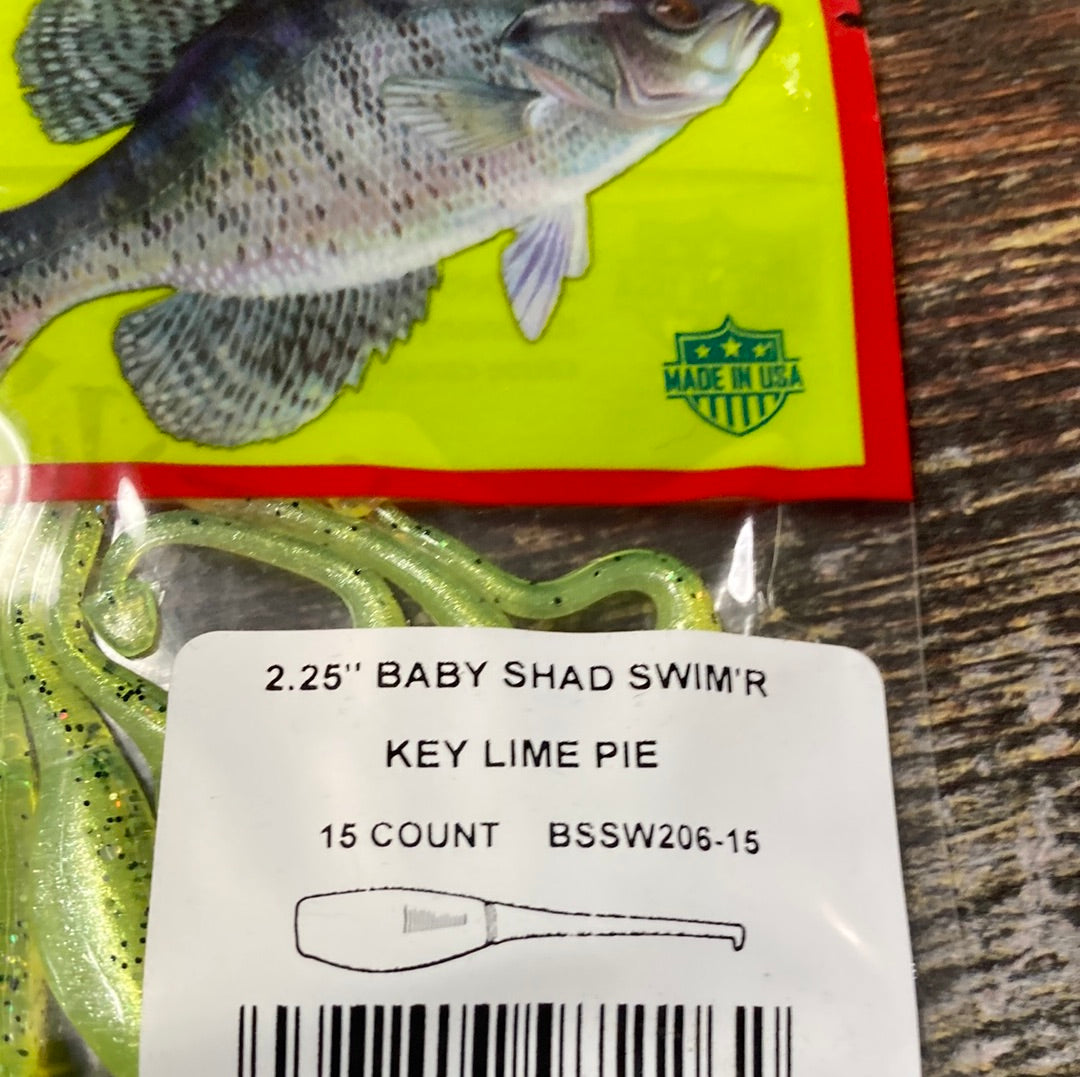 MADE IN USA
2.25" BABY SHAD SWIM'R
KEY LIME PIE
15 COUNT BSSW206-15